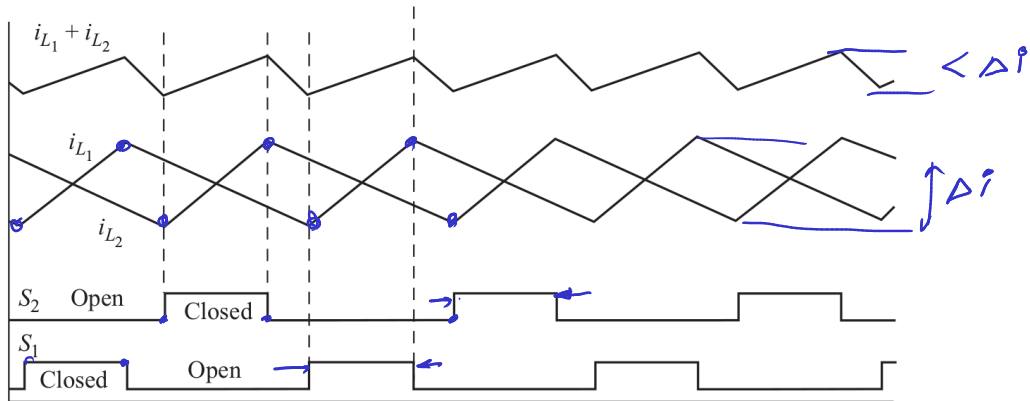 i_{L_1} + i_{L_2}
< Δi
i_{L_1}
Δi
i_{L_2}
S_2 Open
Closed
S_1
Closed Open